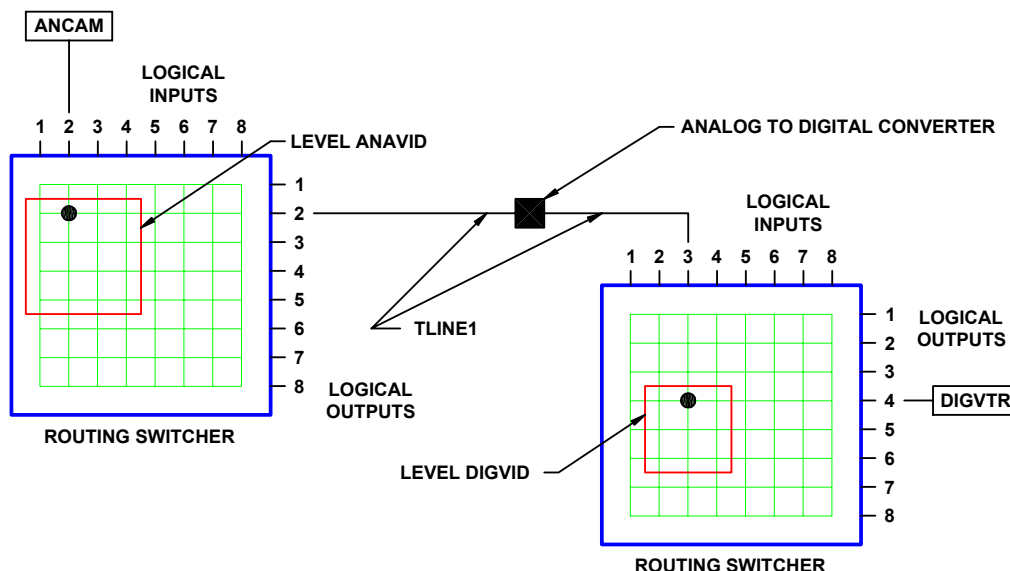 ANCAM
LOGICAL
INPUTS
1 2 3 4 5 6 7 8
LEVEL ANAVID
1
2
3
4
5
6
7
8
LOGICAL
OUTPUTS
ROUTING SWITCHER
ANALOG TO DIGITAL CONVERTER
TLINE1
LOGICAL
INPUTS
1 2 3 4 5 6 7 8
1
2
3
4
5
6
7
8
LOGICAL
OUTPUTS
DIGVTR
LEVEL DIGVID
ROUTING SWITCHER